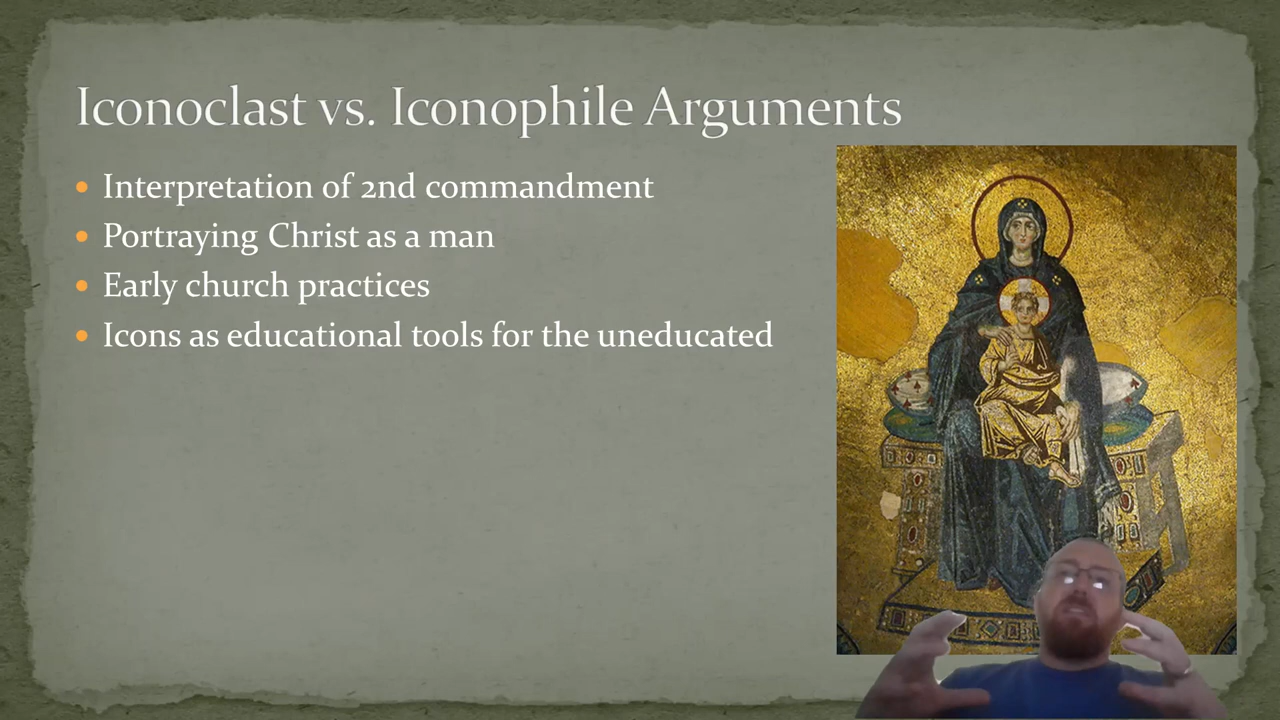 Iconoclast vs. Iconophile Arguments
Interpretation of 2nd commandment
Portraying Christ as a man
Early church practices
Icons as educational tools for the uneducated